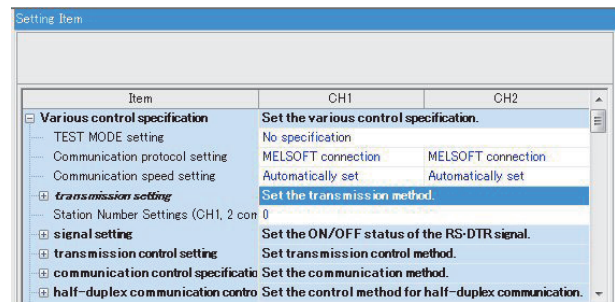 Setting Item
Item CH1 CH2
Various control specification Set the various control specification.
TEST MODE setting No specification
Communication protocol setting MELSOFT connection MELSOFT connection
Communication speed setting Automatically set Automatically set
transmission setting Set the transmission method.
Station Number Settings (CH1, 2 con 0
signal setting Set the ON/OFF status of the RS·DTR signal.
transmission control setting Set transmission control method.
communication control specificatio Set the communication method.
half-duplex communication contro Set the control method for half-duplex communication.